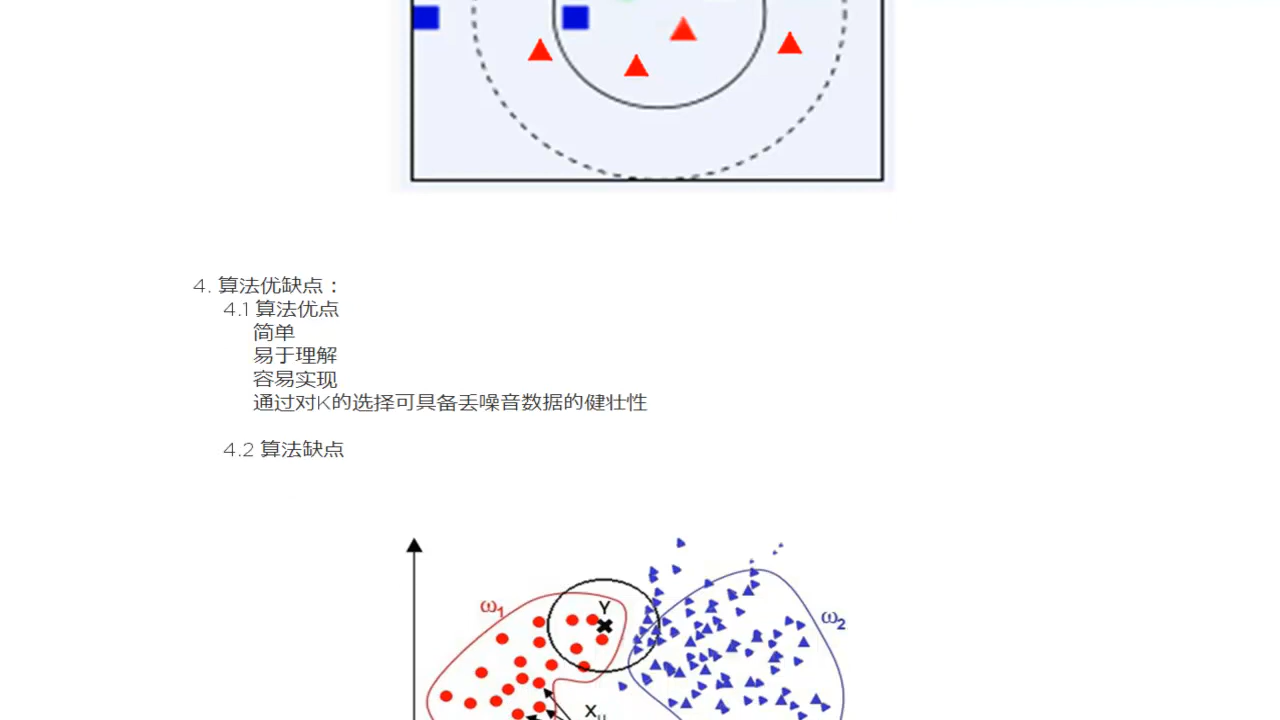 4. 算法优缺点：
4.1 算法优点
简单
易于理解
容易实现
通过对K的选择可具备丢噪音数据的健壮性
4.2 算法缺点
ω1
Y
ω2
Xu